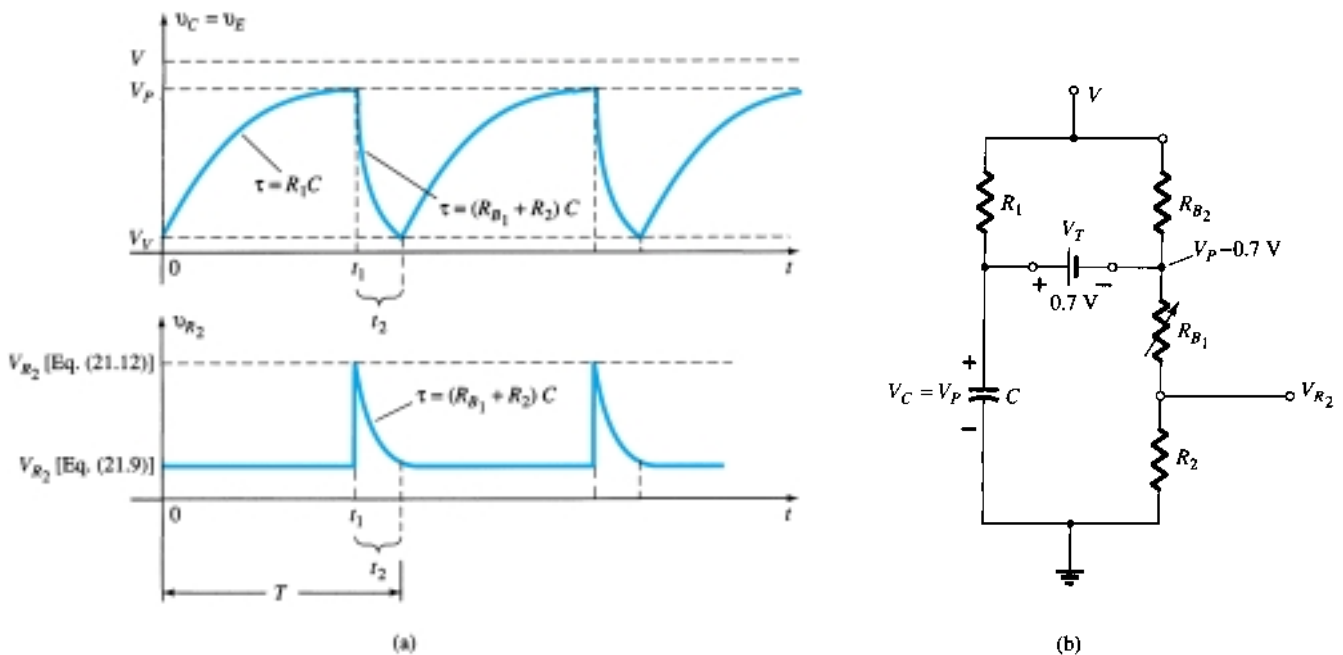 υC = υE
V
VP
τ = R1C
τ = (RB1 + R2) C
VV
0
t1
t
t2
υR2
VR2 [Eq. (21.12)]
τ = (RB1 + R2) C
VR2 [Eq. (21.9)]
0
t1
t
t2
T
(a)
V
R1
RB2
VT
VP – 0.7 V
+
–
0.7 V
RB1
+
VC = VP
C
–
VR2
R2
(b)